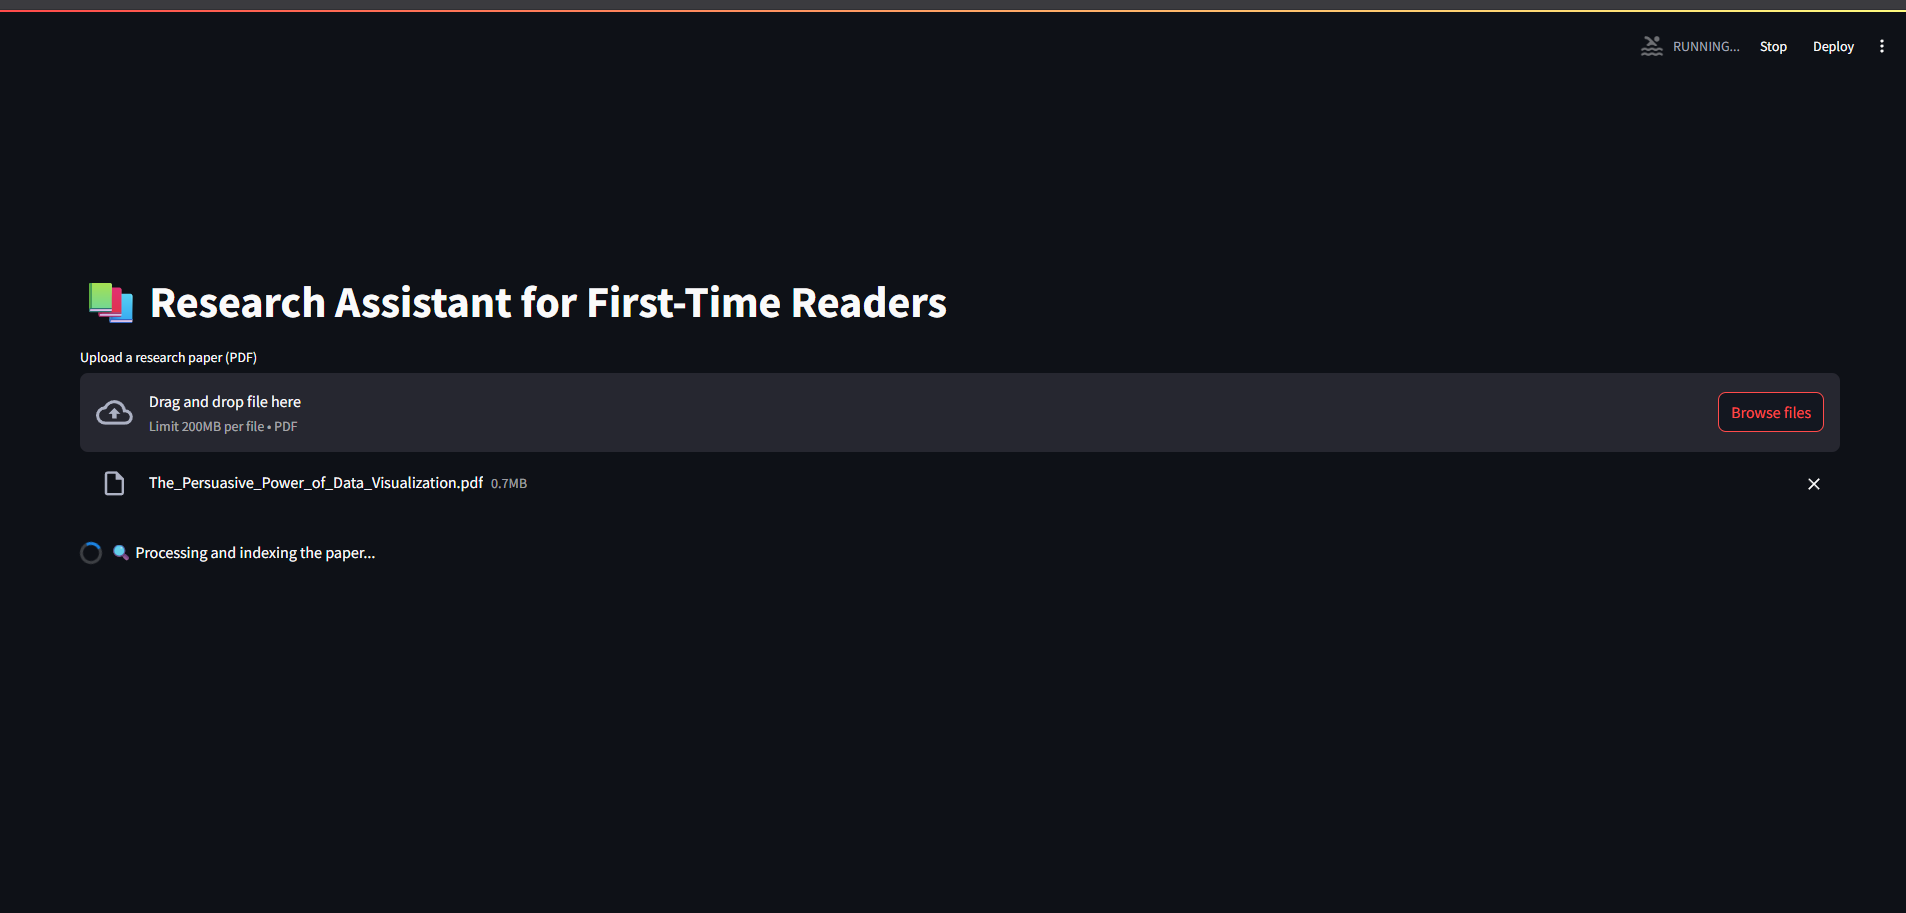 RUNNING... Stop Deploy
Research Assistant for First-Time Readers
Upload a research paper (PDF)
Drag and drop file here
Limit 200MB per file • PDF
Browse files
The_Persuasive_Power_of_Data_Visualization.pdf 0.7MB
Processing and indexing the paper...